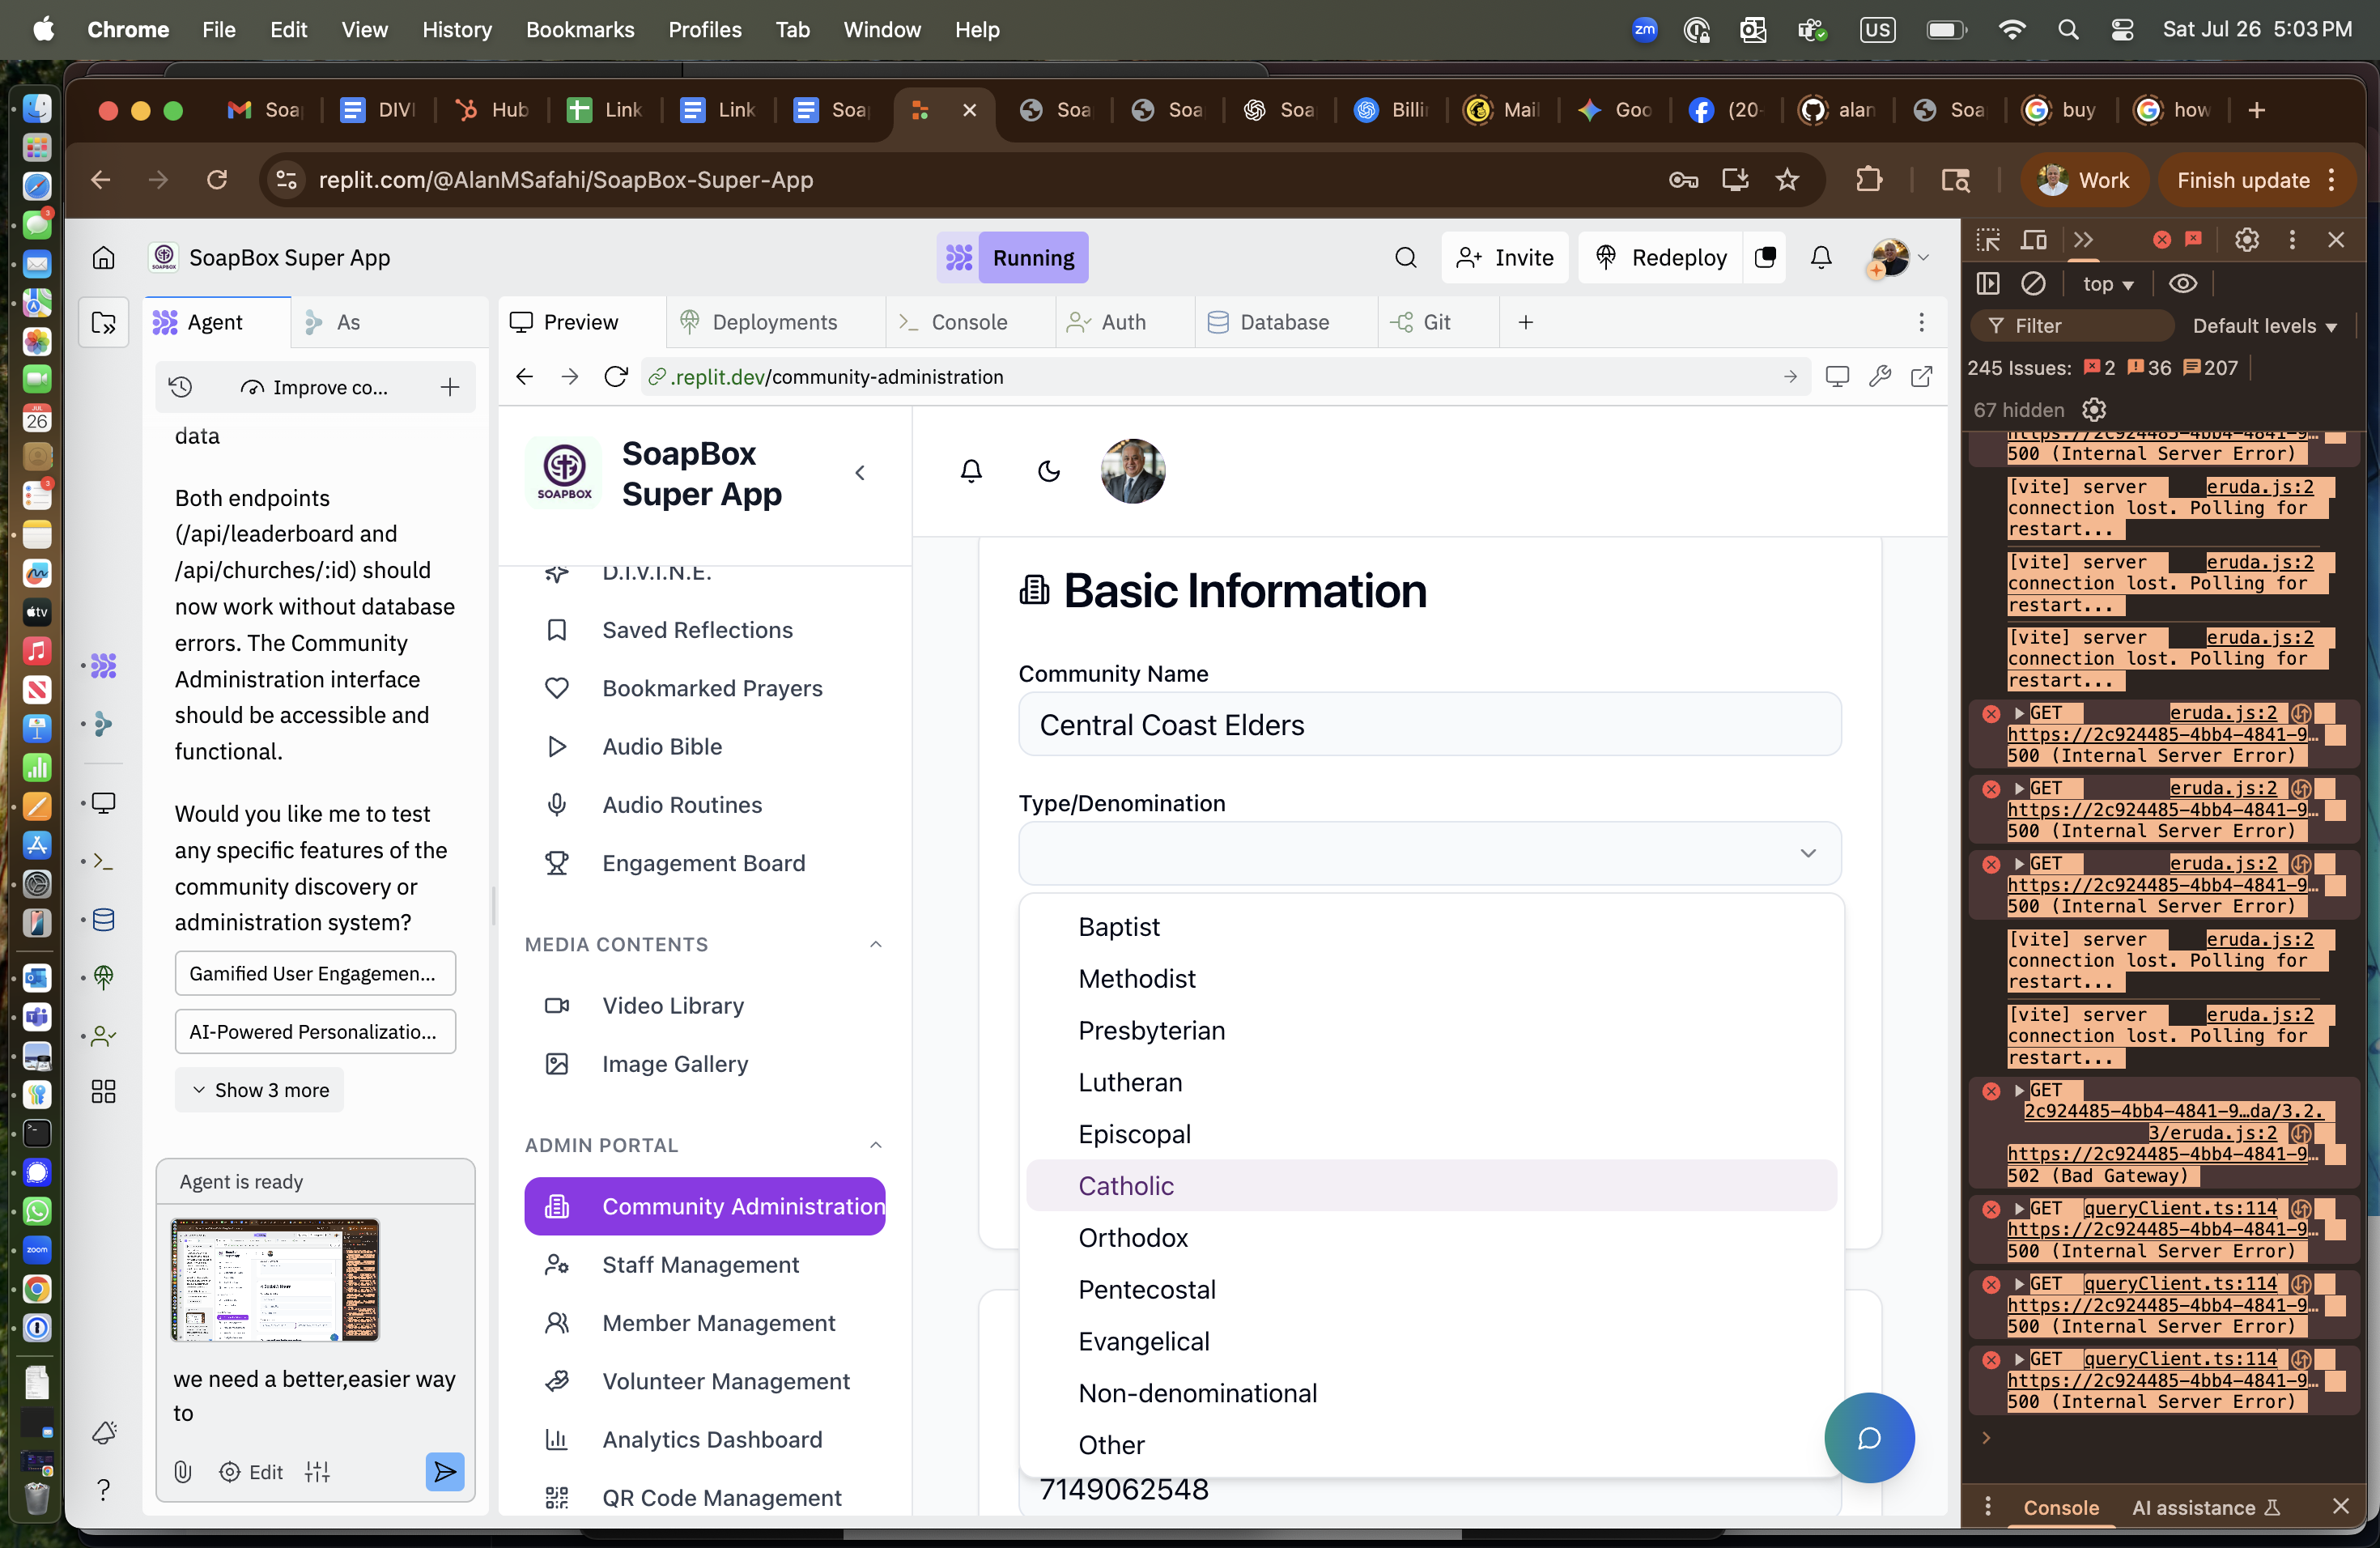 Chrome File Edit View History Bookmarks Profiles Tab Window Help
zm US Sat Jul 26 5:03 PM
Soa DIVI Hub Link Link Soa Soa Soa Soa Billi Mail Goo (20- alan Soa buy how
replit.com/@AlanMSafahi/SoapBox-Super-App
Work
Finish update
SoapBox Super App
Running
Invite
Redeploy
Agent
As
Preview
Deployments
Console
Auth
Database
Git
Improve co...
.replit.dev/community-administration
data
Both endpoints
(/api/leaderboard and
/api/churches/:id) should
now work without database
errors. The Community
Administration interface
should be accessible and
functional.
Would you like me to test
any specific features of the
community discovery or
administration system?
Gamified User Engagemen...
AI-Powered Personalizatio...
Show 3 more
Agent is ready
we need a better,easier way
to
Edit
SOAPBOX
SoapBox
Super App
D.I.V.I.N.E.
Saved Reflections
Bookmarked Prayers
Audio Bible
Audio Routines
Engagement Board
MEDIA CONTENTS
Video Library
Image Gallery
ADMIN PORTAL
Community Administration
Staff Management
Member Management
Volunteer Management
Analytics Dashboard
QR Code Management
Basic Information
Community Name
Central Coast Elders
Type/Denomination
Baptist
Methodist
Presbyterian
Lutheran
Episcopal
Catholic
Orthodox
Pentecostal
Evangelical
Non-denominational
Other
7149062548
top
Filter
Default levels
245 Issues: 2 36 207
67 hidden
https://2c924485-4bb4-4841-9…
500 (Internal Server Error)
[vite] server eruda.js:2
connection lost. Polling for
restart...
[vite] server eruda.js:2
connection lost. Polling for
restart...
[vite] server eruda.js:2
connection lost. Polling for
restart...
GET eruda.js:2
https://2c924485-4bb4-4841-9…
500 (Internal Server Error)
GET eruda.js:2
https://2c924485-4bb4-4841-9…
500 (Internal Server Error)
GET eruda.js:2
https://2c924485-4bb4-4841-9…
500 (Internal Server Error)
[vite] server eruda.js:2
connection lost. Polling for
restart...
[vite] server eruda.js:2
connection lost. Polling for
restart...
GET
2c924485-4bb4-4841-9…da/3.2.
3/eruda.js:2
https://2c924485-4bb4-4841-9…
502 (Bad Gateway)
GET queryClient.ts:114
https://2c924485-4bb4-4841-9…
500 (Internal Server Error)
GET queryClient.ts:114
https://2c924485-4bb4-4841-9…
500 (Internal Server Error)
GET queryClient.ts:114
https://2c924485-4bb4-4841-9…
500 (Internal Server Error)
Console
AI assistance